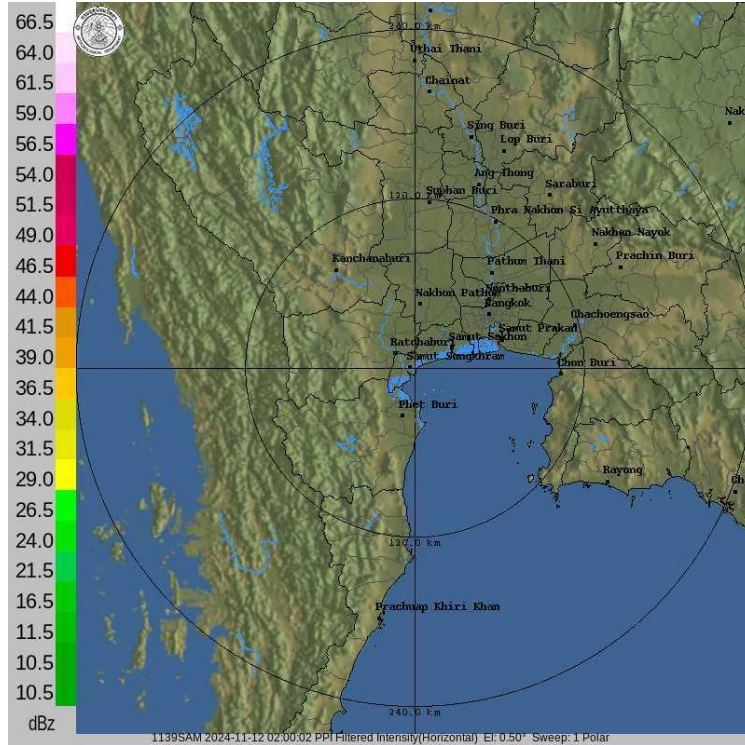 66.5
64.0
61.5
59.0
56.5
54.0
51.5
49.0
46.5
44.0
41.5
39.0
36.5
34.0
31.5
29.0
26.5
24.0
21.5
16.5
11.5
10.5
10.5
dBz
240.0 km
Uthai Thani
Chainat
Sing Buri
Lop Buri
Nak
Ang Thong
Saraburi
120.0 km
Suphan Buri
Phra Nakhon Si Ayutthaya
Nakhon Nayok
Kanchanaburi
Pathum Thani
Prachin Buri
Nonthaburi
Nakhon Pathom
Bangkok
Chachoengsao
Samut Prakan
Samut Sakhon
Ratchaburi
Samut Songkhram
Chon Buri
Phet Buri
Rayong
Ch
120.0 km
Prachuap Khiri Khan
240.0 km
1139SAM 2024-11-12 02:00:02 PPI Filtered Intensity(Horizontal) El: 0.50° Sweep: 1 Polar